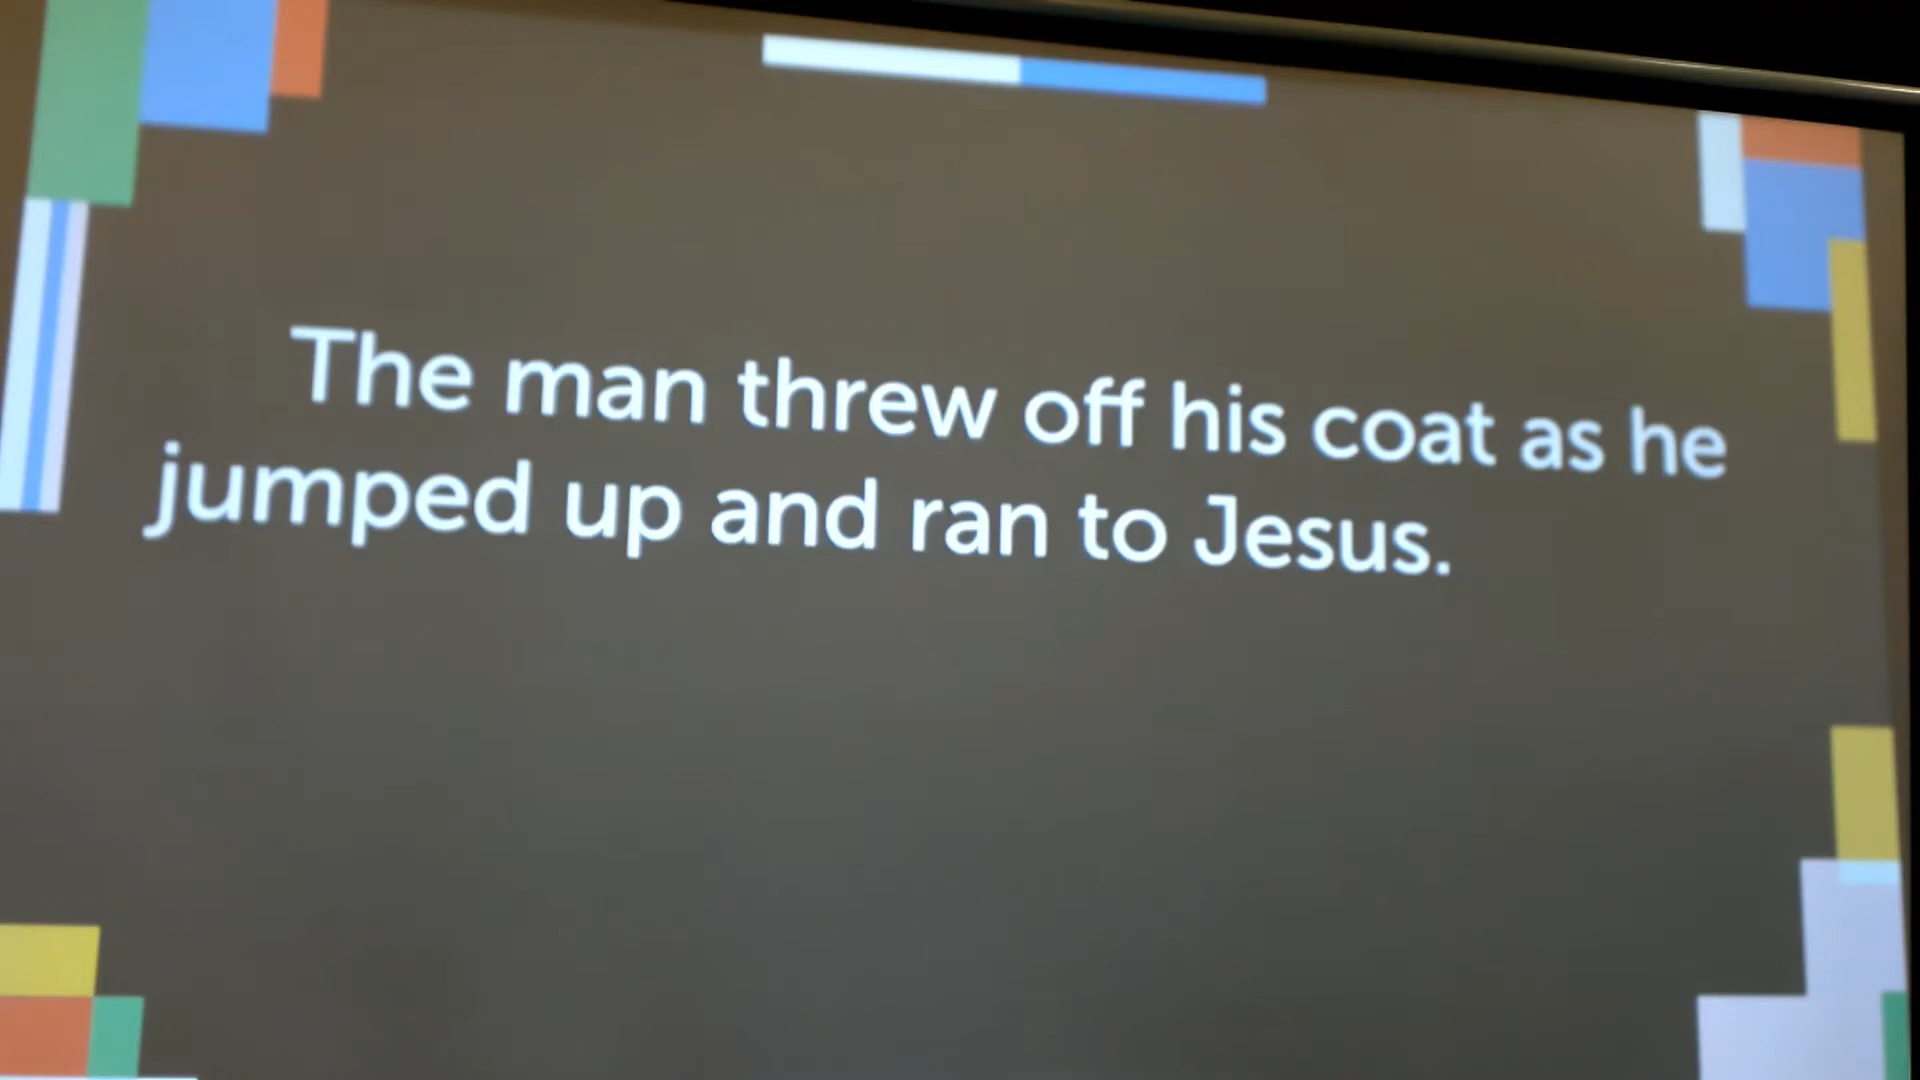 The man threw off his coat as he
jumped up and ran to Jesus.